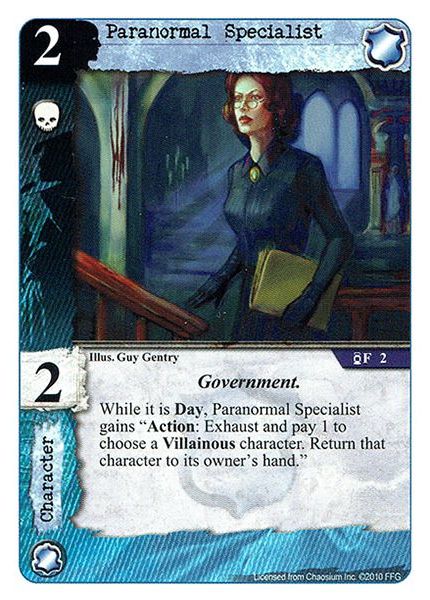 2
Paranormal Specialist
Illus. Guy Gentry
F 2
2
Government.
While it is Day, Paranormal Specialist
gains “Action: Exhaust and pay 1 to
choose a Villainous character. Return that
character to its owner's hand.”
Character
Licensed from Chaosium Inc. ©2010 FFG